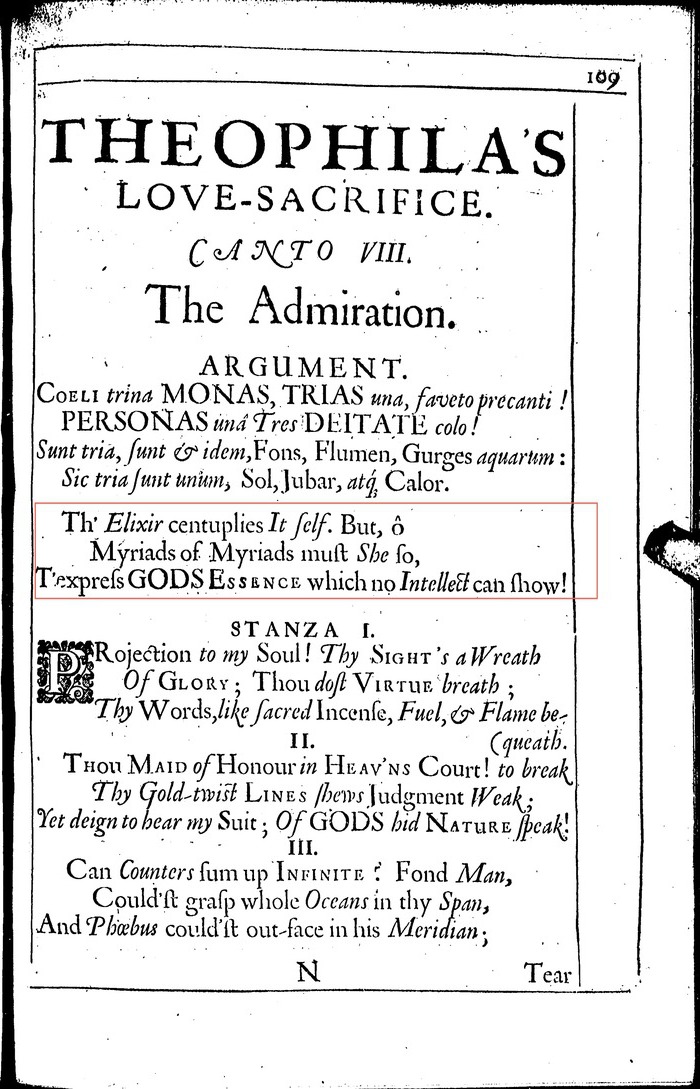 109
THEOPHILA'S
LOVE-SACRIFICE.
CANTO VIII.
The Admiration.
ARGUMENT.
COELI trina MONAS, TRIAS una, faveto precanti !
PERSONAS unâ Tres DEITATE colo !
Sunt tria, ſunt & idem, Fons, Flumen, Gurges aquarum :
Sic tria ſunt unum, Sol, Jubar, atq; Calor.
Th' Elixir centuplies It ſelf. But, ô
Myriads of Myriads muſt She ſo,
T'expreſs GODS ESSENCE which no Intellect can ſhow!
STANZA I.
PRojection to my Soul! Thy SIGHT's a Wreath
Of GLORY; Thou doſt VIRTUE breath ;
Thy Words, like ſacred Incenſe, Fuel, & Flame be-
II. (queath.
THOU MAID of Honour in HEAV'NS Court! to break
Thy Gold-twiſt LINES ſhews Judgment Weak;
Yet deign to hear my Suit; Of GODS hid NATURE ſpeak!
III.
Can Counters ſum up INFINITE ? Fond Man,
Could'ſt graſp whole Oceans in thy Span,
And Phœbus could'ſt out-face in his Meridian;
N Tear